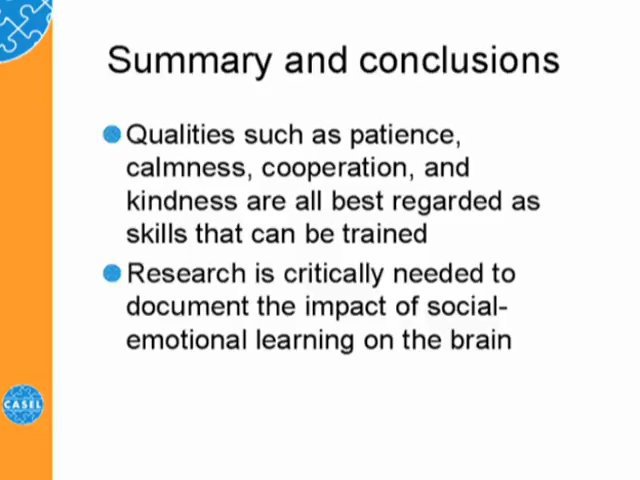 Summary and conclusions
Qualities such as patience,
calmness, cooperation, and
kindness are all best regarded as
skills that can be trained
Research is critically needed to
document the impact of social-
emotional learning on the brain
CASEL